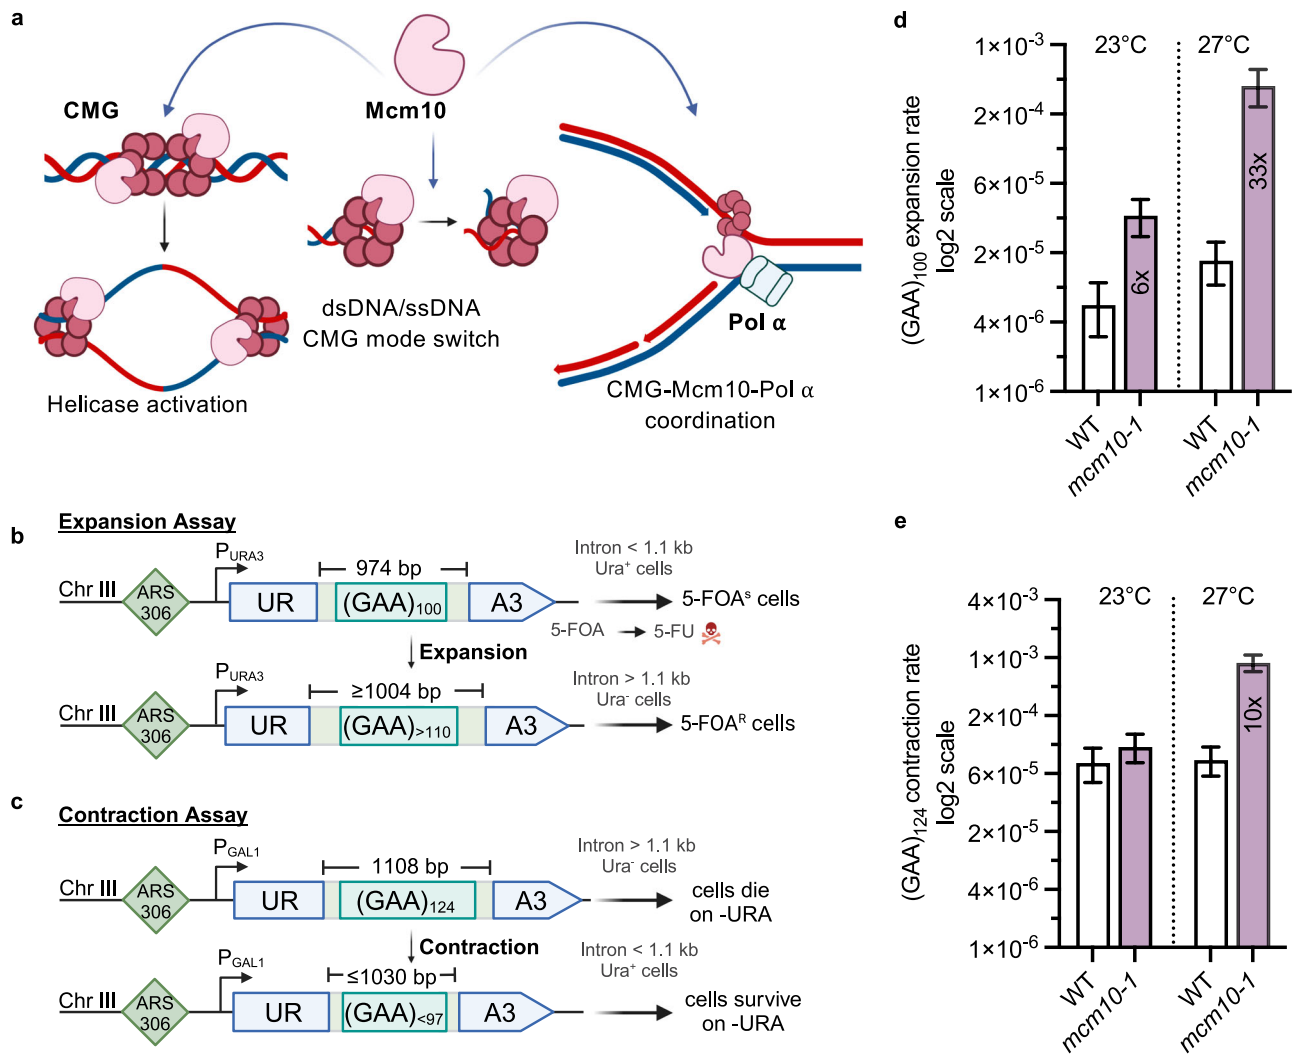 a
CMG
Mcm10
Helicase activation
dsDNA/ssDNA
CMG mode switch
Pol α
CMG-Mcm10-Pol α
coordination
b
Expansion Assay
Chr III
ARS
306
P_URA3
974 bp
UR
(GAA)₁₀₀
A3
Intron < 1.1 kb
Ura⁺ cells
5-FOAˢ cells
5-FOA
5-FU
Expansion
Chr III
ARS
306
P_URA3
≥1004 bp
UR
(GAA)_>110
A3
Intron > 1.1 kb
Ura⁻ cells
5-FOAᴿ cells
c
Contraction Assay
Chr III
ARS
306
P_GAL1
1108 bp
UR
(GAA)₁₂₄
A3
Intron > 1.1 kb
Ura⁻ cells
cells die
on -URA
Contraction
Chr III
ARS
306
P_GAL1
≤1030 bp
UR
(GAA)_<97
A3
Intron < 1.1 kb
Ura⁺ cells
cells survive
on -URA
d
(GAA)₁₀₀ expansion rate
log2 scale
1×10⁻³
2×10⁻⁴
6×10⁻⁵
2×10⁻⁵
4×10⁻⁶
1×10⁻⁶
23°C
27°C
6x
33x
WT
mcm10-1
WT
mcm10-1
e
(GAA)₁₂₄ contraction rate
log2 scale
4×10⁻³
1×10⁻³
2×10⁻⁴
6×10⁻⁵
2×10⁻⁵
4×10⁻⁶
1×10⁻⁶
23°C
27°C
10x
WT
mcm10-1
WT
mcm10-1